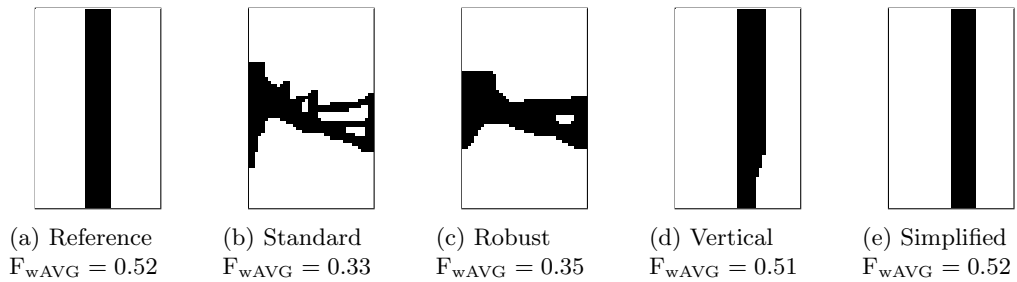 (a) Reference
F_wAVG = 0.52
(b) Standard
F_wAVG = 0.33
(c) Robust
F_wAVG = 0.35
(d) Vertical
F_wAVG = 0.51
(e) Simplified
F_wAVG = 0.52